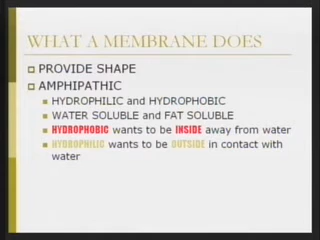 WHAT A MEMBRANE DOES
PROVIDE SHAPE
AMPHIPATHIC
HYDROPHILIC and HYDROPHOBIC
WATER SOLUBLE and FAT SOLUBLE
HYDROPHOBIC wants to be INSIDE away from water
HYDROPHILIC wants to be OUTSIDE in contact with
water